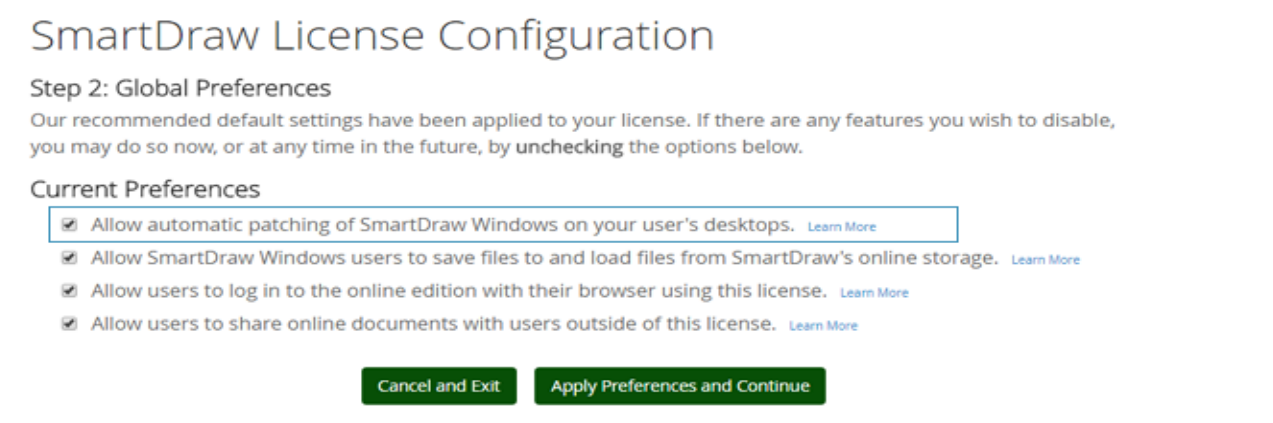 SmartDraw License Configuration
Step 2: Global Preferences
Our recommended default settings have been applied to your license. If there are any features you wish to disable,
you may do so now, or at any time in the future, by unchecking the options below.
Current Preferences
Allow automatic patching of SmartDraw Windows on your user's desktops. Learn More
Allow SmartDraw Windows users to save files to and load files from SmartDraw's online storage. Learn More
Allow users to log in to the online edition with their browser using this license. Learn More
Allow users to share online documents with users outside of this license. Learn More
Cancel and Exit Apply Preferences and Continue